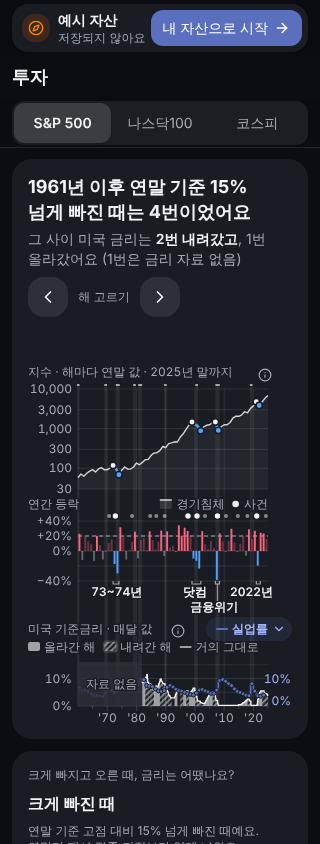 예시 자산
저장되지 않아요
내 자산으로 시작
투자
S&P 500
나스닥100
코스피
1961년 이후 연말 기준 15%
넘게 빠진 때는 4번이었어요
그 사이 미국 금리는 2번 내려갔고, 1번
올라갔어요 (1번은 금리 자료 없음)
해 고르기
지수 · 해마다 연말 값 · 2025년 말까지
10,000
3,000
1,000
300
100
30
연간 등락
경기침체
사건
+40%
+20%
0%
−40%
73~74년
닷컴
금융위기
2022년
미국 기준금리 · 매달 값
실업률
올라간 해
내려간 해
거의 그대로
자료 없음
10%
0%
10%
0%
'70 '80 '90 '00 '10 '20
크게 빠지고 오른 때, 금리는 어땠나요?
크게 빠진 때
연말 기준 고점 대비 15% 넘게 빠진 때예요.